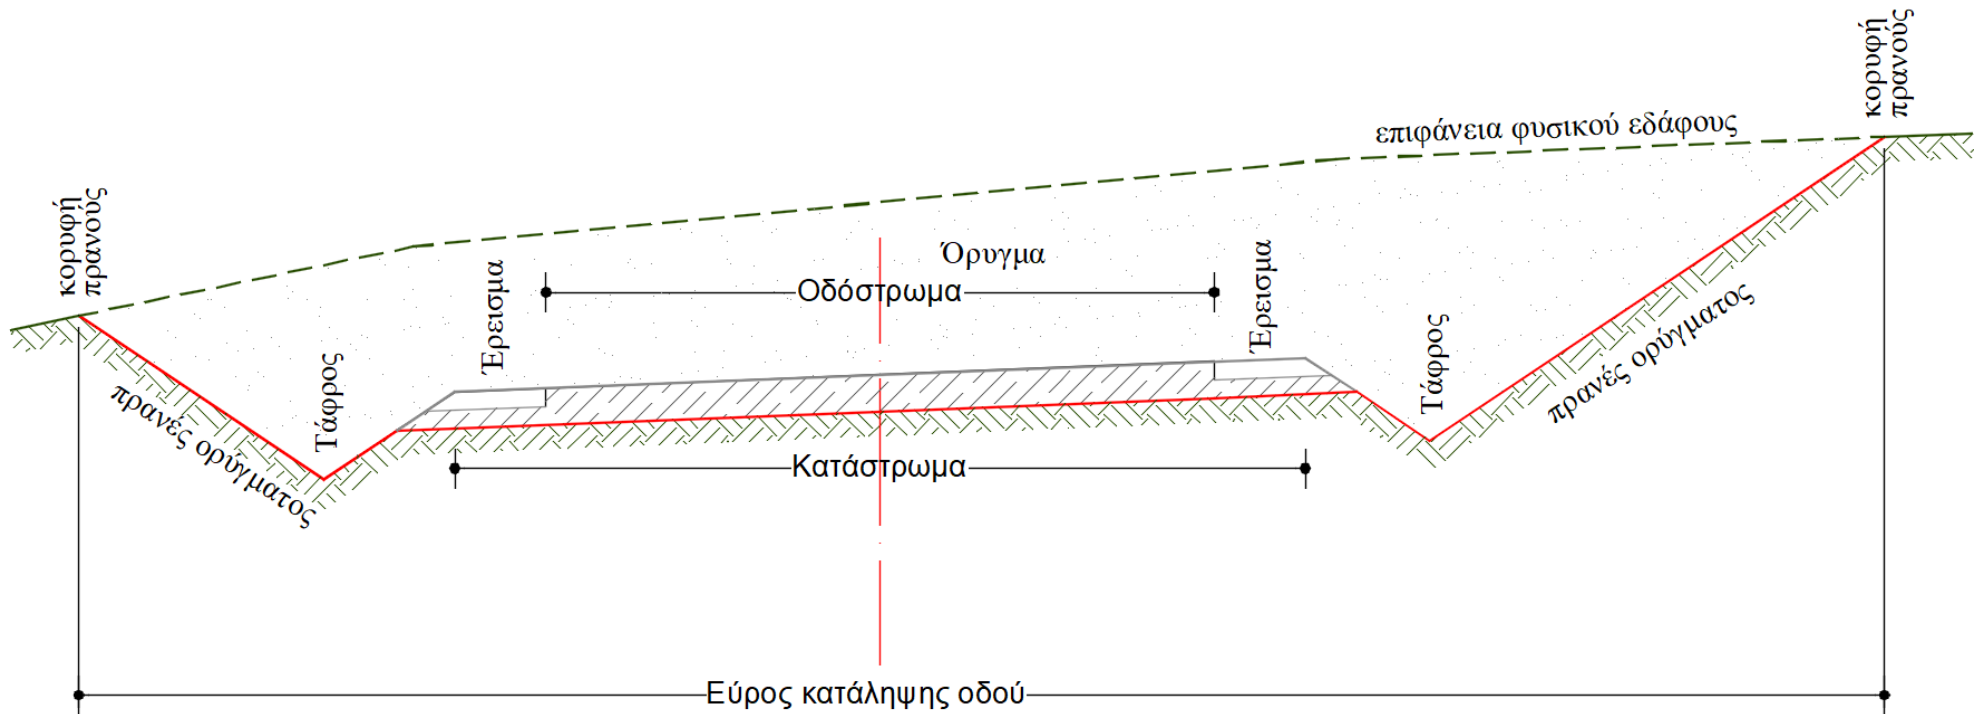 κορυφή
πρανούς
επιφάνεια φυσικού εδάφους
κορυφή
πρανούς
Όρυγμα
Έρεισμα
Οδόστρωμα
Έρεισμα
πρανές ορύγματος
Τάφρος
Τάφρος
πρανές ορύγματος
Κατάστρωμα
Εύρος κατάληψης οδού